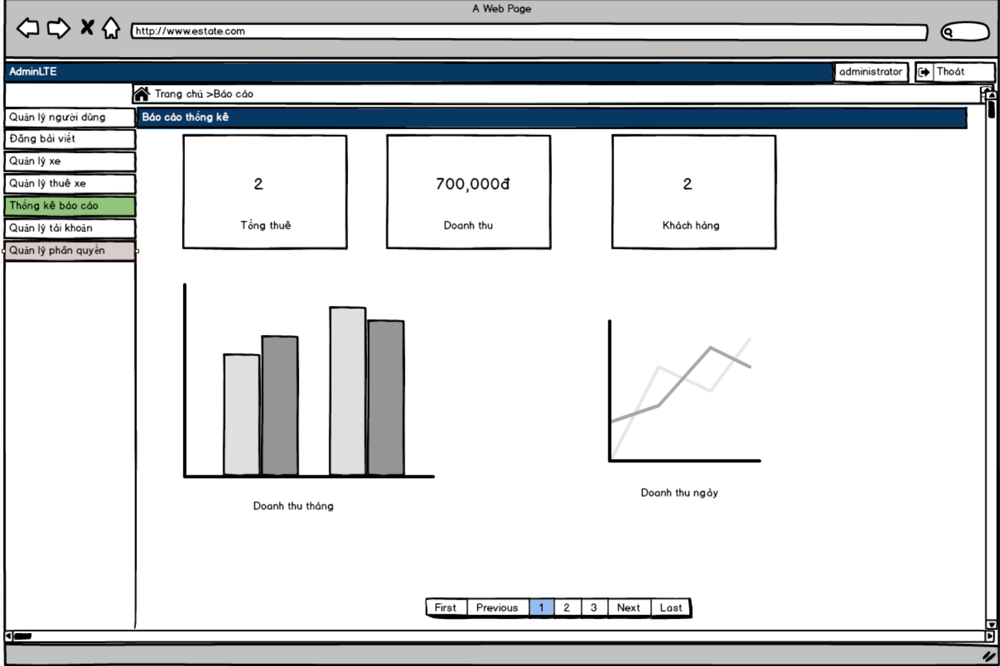 A Web Page
http://www.estate.com
AdminLTE
administrator
Thoát
Trang chủ >Báo cáo
Quản lý người dùng
Báo cáo thống kê
Đăng bài viết
Quản lý xe
Quản lý thuê xe
Thống kê báo cáo
Quản lý tài khoản
Quản lý phân quyền
2
Tổng thuê
700,000đ
Doanh thu
2
Khách hàng
Doanh thu tháng
Doanh thu ngày
First Previous 1 2 3 Next Last